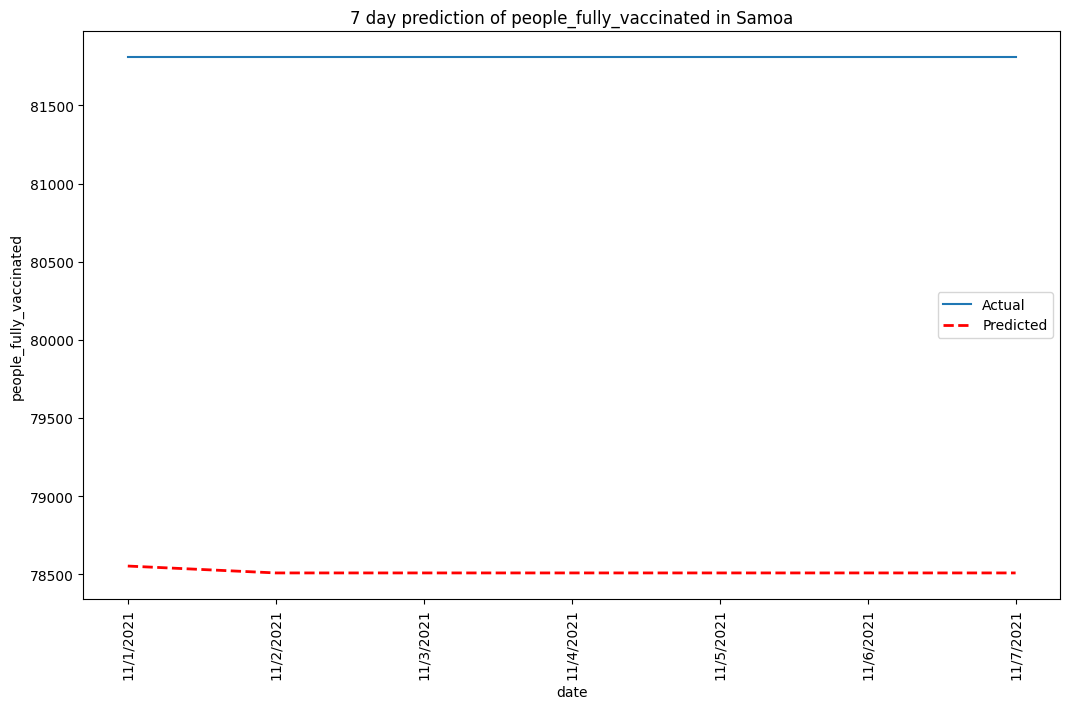 7 day prediction of people_fully_vaccinated in Samoa
people_fully_vaccinated
81500
81000
80500
80000
79500
79000
78500
Actual
Predicted
11/1/2021
11/2/2021
11/3/2021
11/4/2021
11/5/2021
11/6/2021
11/7/2021
date